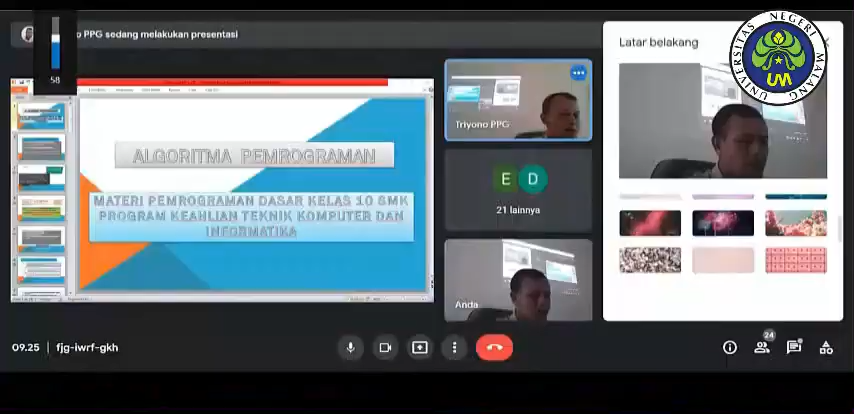 o PPG sedang melakukan presentasi
58
ALGORITMA PEMROGRAMAN
MATERI PEMROGRAMAN DASAR KELAS 10 SMK
PROGRAM KEAHLIAN TEKNIK KOMPUTER DAN
INFORMATIKA
Triyono PPG
E D
21 lainnya
Anda
Latar belakang
UNIVERSITAS NEGERI MALANG
UM
09.25 | fjg-iwrf-gkh
24